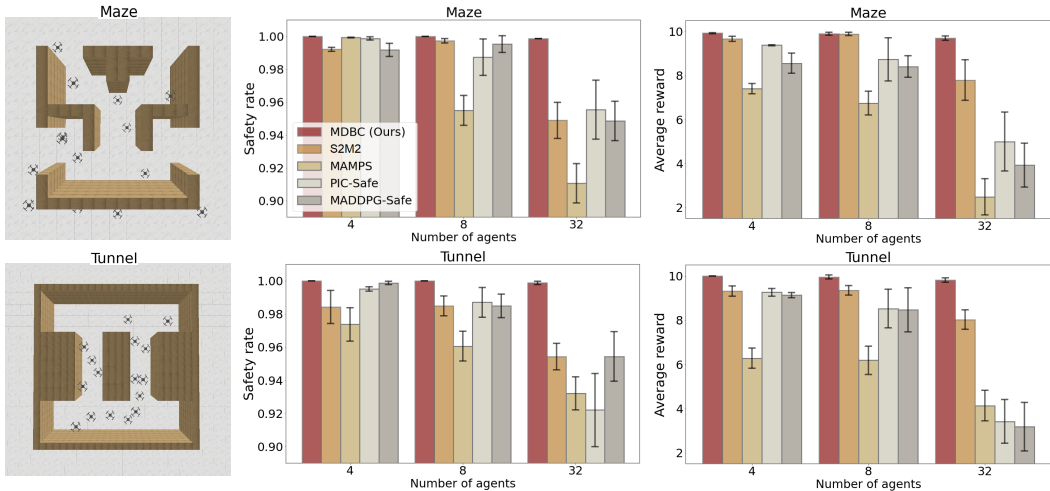 Maze
Maze
Safety rate
1.00
0.98
0.96
0.94
0.92
0.90
MDBC (Ours)
S2M2
MAMPS
PIC-Safe
MADDPG-Safe
4
8
32
Number of agents
Maze
Average reward
10
8
6
4
2
4
8
32
Number of agents
Tunnel
Tunnel
Safety rate
1.00
0.98
0.96
0.94
0.92
0.90
4
8
32
Number of agents
Tunnel
Average reward
10
8
6
4
2
4
8
32
Number of agents